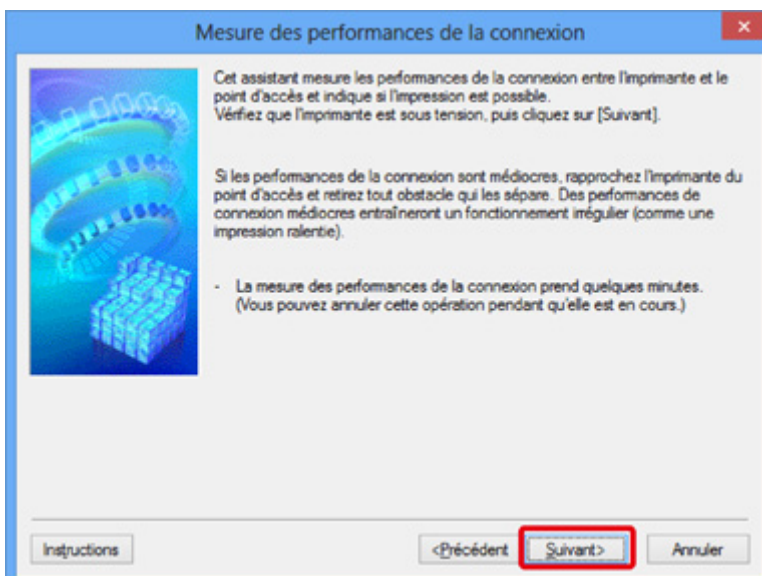 Mesure des performances de la connexion
Cet assistant mesure les performances de la connexion entre l'imprimante et le
point d'accès et indique si l'impression est possible.
Vérifiez que l'imprimante est sous tension, puis cliquez sur [Suivant].
Si les performances de la connexion sont médiocres, rapprochez l'imprimante du
point d'accès et retirez tout obstacle qui les sépare. Des performances de
connexion médiocres entraîneront un fonctionnement irrégulier (comme une
impression ralentie).
- La mesure des performances de la connexion prend quelques minutes.
(Vous pouvez annuler cette opération pendant qu'elle est en cours.)
Instructions
<Précédent
Suivant>
Annuler